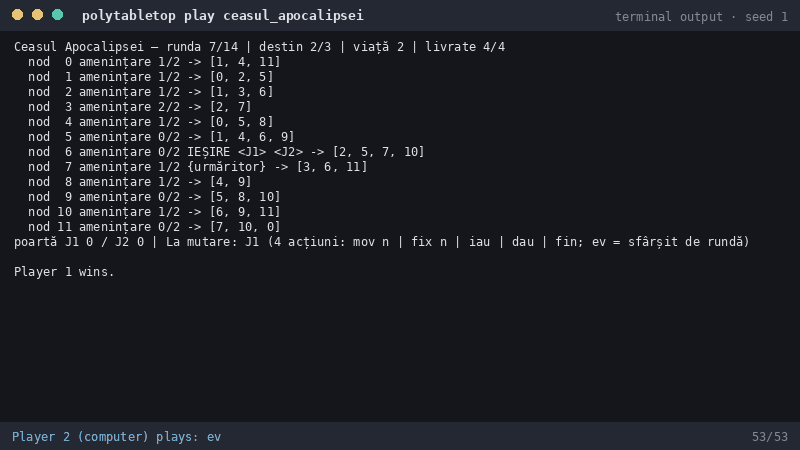 polytabletop play ceasul_apocalipsei
terminal output · seed 1
Ceasul Apocalipsei — runda 7/14 | destin 2/3 | viață 2 | livrate 4/4
nod  0 amenințare 1/2 -> [1, 4, 11]
nod  1 amenințare 1/2 -> [0, 2, 5]
nod  2 amenințare 1/2 -> [1, 3, 6]
nod  3 amenințare 2/2 -> [2, 7]
nod  4 amenințare 1/2 -> [0, 5, 8]
nod  5 amenințare 0/2 -> [1, 4, 6, 9]
nod  6 amenințare 0/2 IEȘIRE <J1> <J2> -> [2, 5, 7, 10]
nod  7 amenințare 1/2 {următor} -> [3, 6, 11]
nod  8 amenințare 1/2 -> [4, 9]
nod  9 amenințare 0/2 -> [5, 8, 10]
nod 10 amenințare 1/2 -> [6, 9, 11]
nod 11 amenințare 0/2 -> [7, 10, 0]
poartă J1 0 / J2 0 | La mutare: J1 (4 acțiuni: mov n | fix n | iau | dau | fin; ev = sfârșit de rundă)
Player 1 wins.
Player 2 (computer) plays: ev
53/53